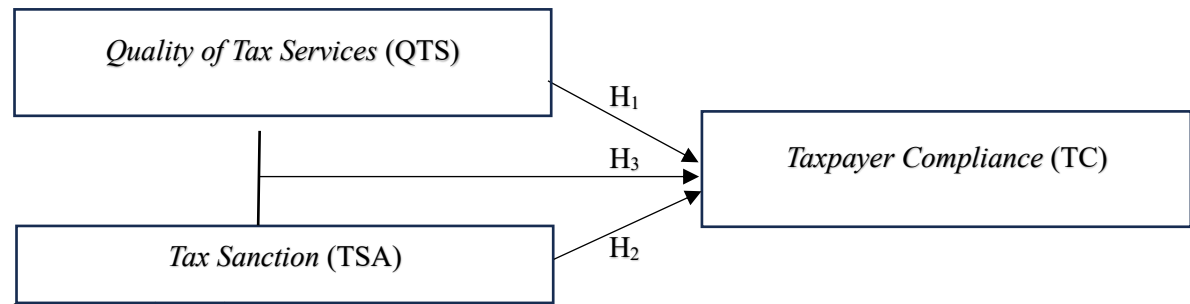 Quality of Tax Services (QTS)
H₁
Taxpayer Compliance (TC)
H₃
Tax Sanction (TSA)
H₂